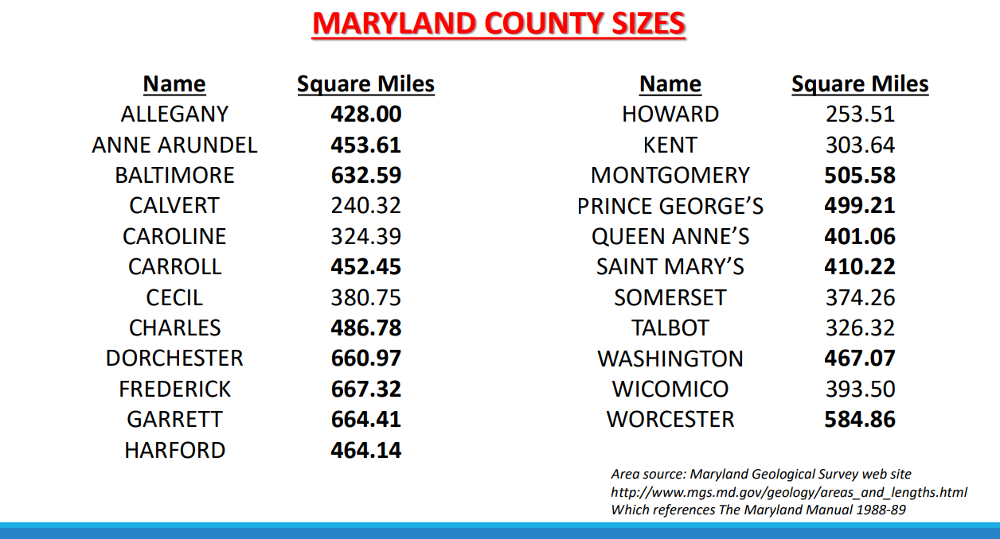 MARYLAND COUNTY SIZES
Name Square Miles
ALLEGANY 428.00
ANNE ARUNDEL 453.61
BALTIMORE 632.59
CALVERT 240.32
CAROLINE 324.39
CARROLL 452.45
CECIL 380.75
CHARLES 486.78
DORCHESTER 660.97
FREDERICK 667.32
GARRETT 664.41
HARFORD 464.14
Name Square Miles
HOWARD 253.51
KENT 303.64
MONTGOMERY 505.58
PRINCE GEORGE’S 499.21
QUEEN ANNE’S 401.06
SAINT MARY’S 410.22
SOMERSET 374.26
TALBOT 326.32
WASHINGTON 467.07
WICOMICO 393.50
WORCESTER 584.86
Area source: Maryland Geological Survey web site
http://www.mgs.md.gov/geology/areas_and_lengths.html
Which references The Maryland Manual 1988-89